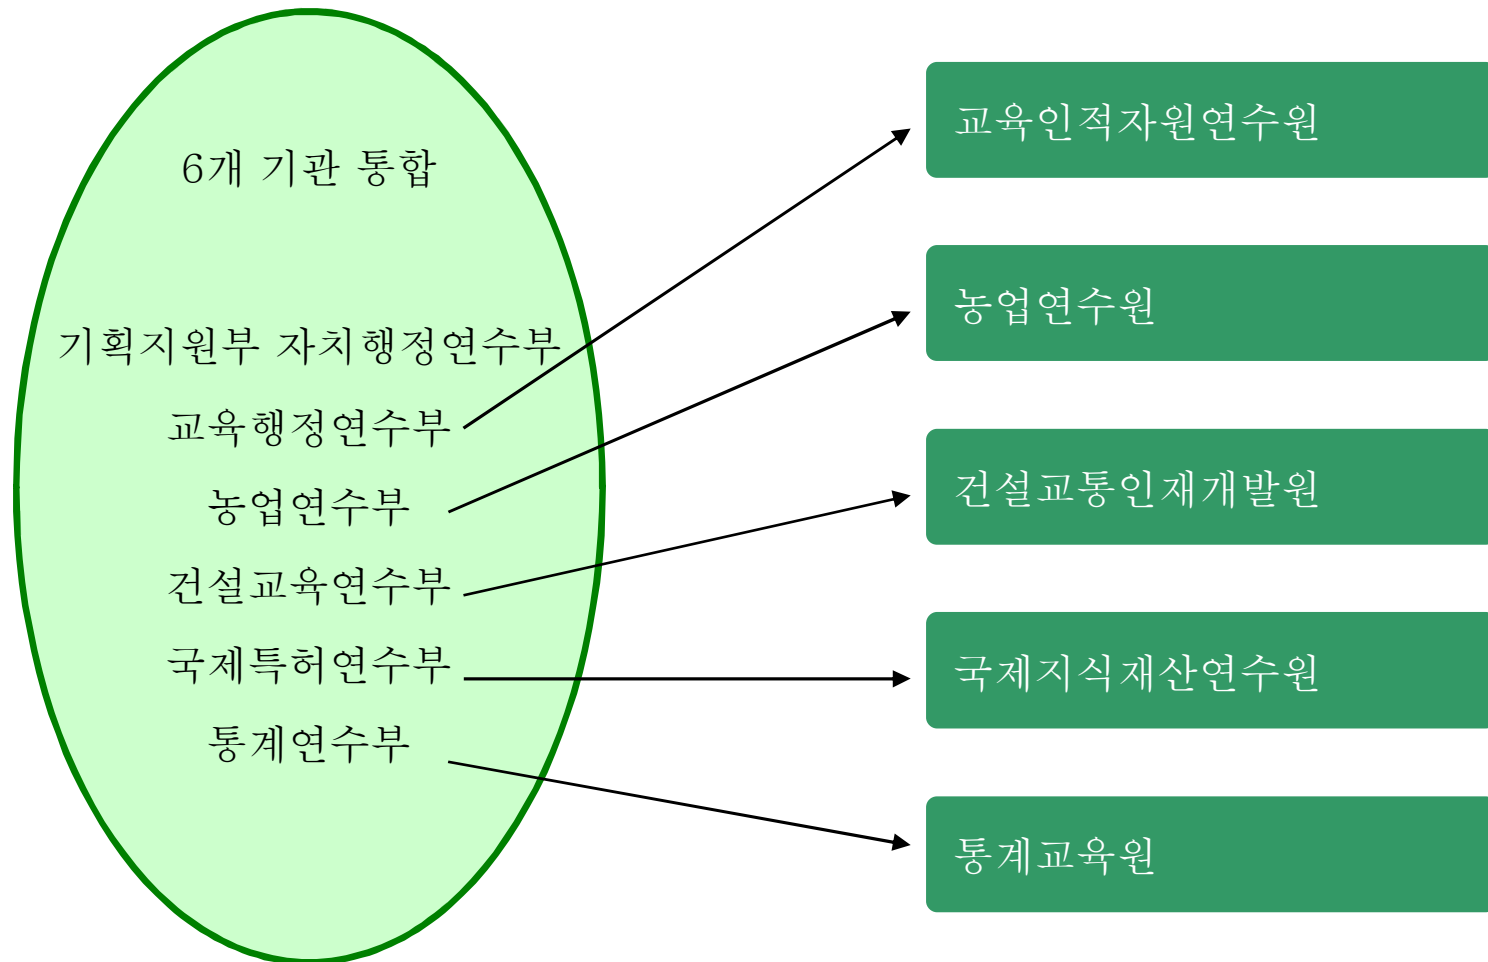 6개 기관 통합
기획지원부 자치행정연수부
교육행정연수부
농업연수부
건설교육연수부
국제특허연수부
통계연수부
교육인적자원연수원
농업연수원
건설교통인재개발원
국제지식재산연수원
통계교육원